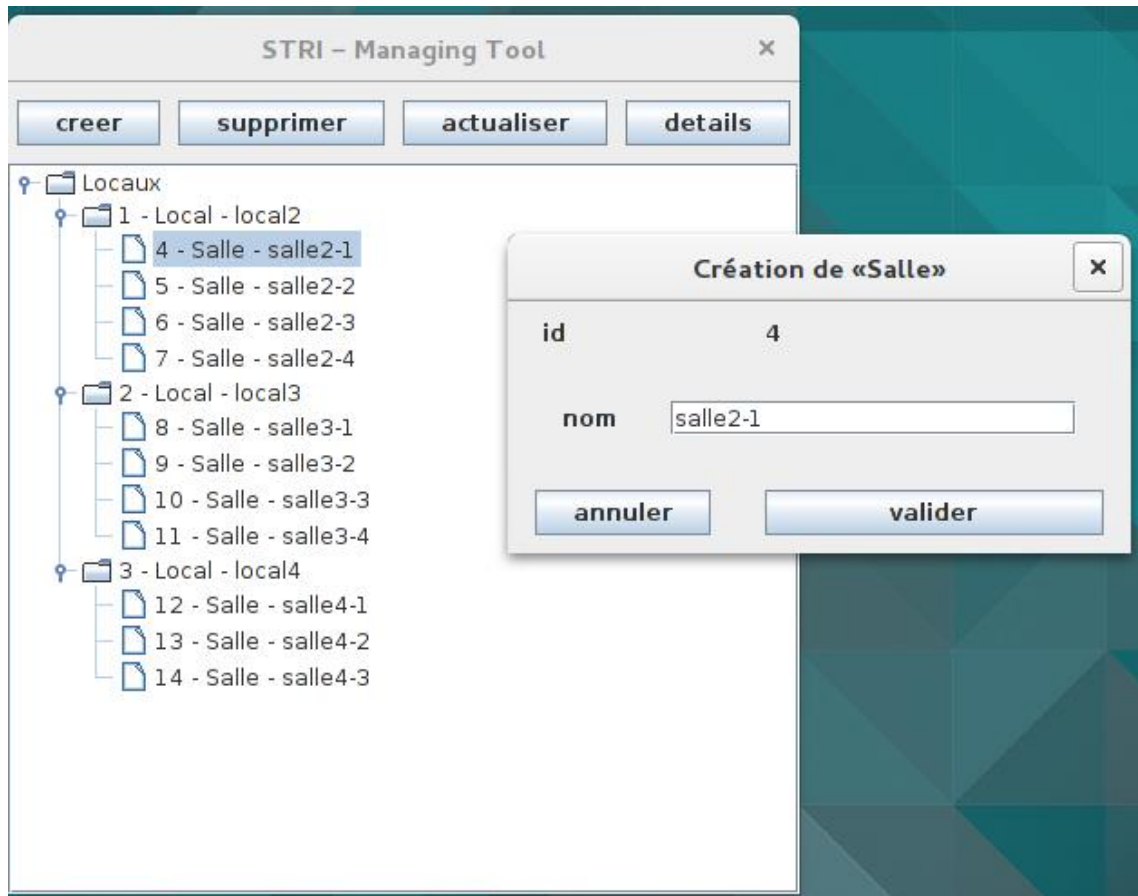 STRI – Managing Tool
creer supprimer actualiser details
Locaux
1 - Local - local2
4 - Salle - salle2-1
5 - Salle - salle2-2
6 - Salle - salle2-3
7 - Salle - salle2-4
2 - Local - local3
8 - Salle - salle3-1
9 - Salle - salle3-2
10 - Salle - salle3-3
11 - Salle - salle3-4
3 - Local - local4
12 - Salle - salle4-1
13 - Salle - salle4-2
14 - Salle - salle4-3
Création de «Salle»
id 4
nom salle2-1
annuler valider